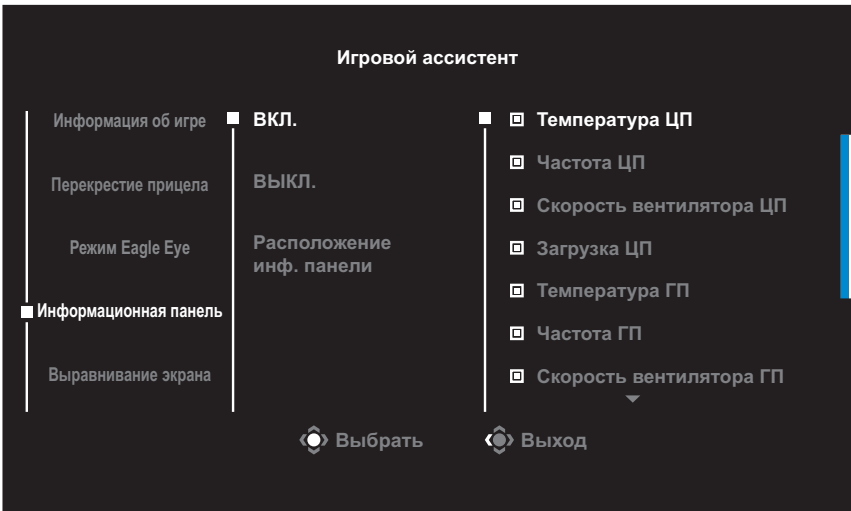 Игровой ассистент
Информация об игре
Перекрестие прицела
Режим Eagle Eye
Информационная панель
Выравнивание экрана
ВКЛ.
ВЫКЛ.
Расположение
инф. панели
Температура ЦП
Частота ЦП
Скорость вентилятора ЦП
Загрузка ЦП
Температура ГП
Частота ГП
Скорость вентилятора ГП
Выбрать
Выход